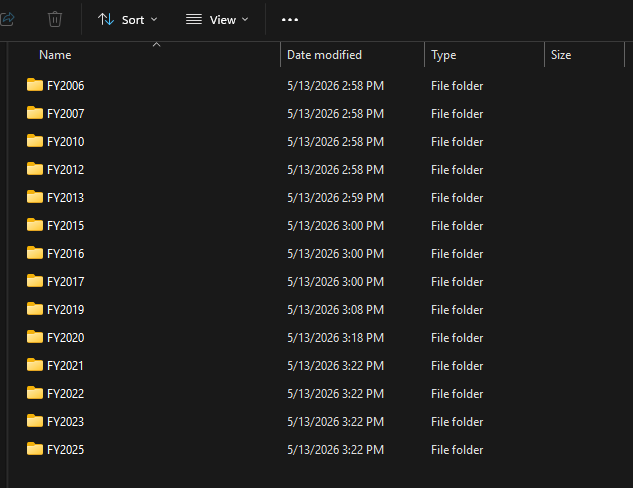 Sort View ...
Name Date modified Type Size
FY2006 5/13/2026 2:58 PM File folder
FY2007 5/13/2026 2:58 PM File folder
FY2010 5/13/2026 2:58 PM File folder
FY2012 5/13/2026 2:58 PM File folder
FY2013 5/13/2026 2:59 PM File folder
FY2015 5/13/2026 3:00 PM File folder
FY2016 5/13/2026 3:00 PM File folder
FY2017 5/13/2026 3:00 PM File folder
FY2019 5/13/2026 3:08 PM File folder
FY2020 5/13/2026 3:18 PM File folder
FY2021 5/13/2026 3:22 PM File folder
FY2022 5/13/2026 3:22 PM File folder
FY2023 5/13/2026 3:22 PM File folder
FY2025 5/13/2026 3:22 PM File folder